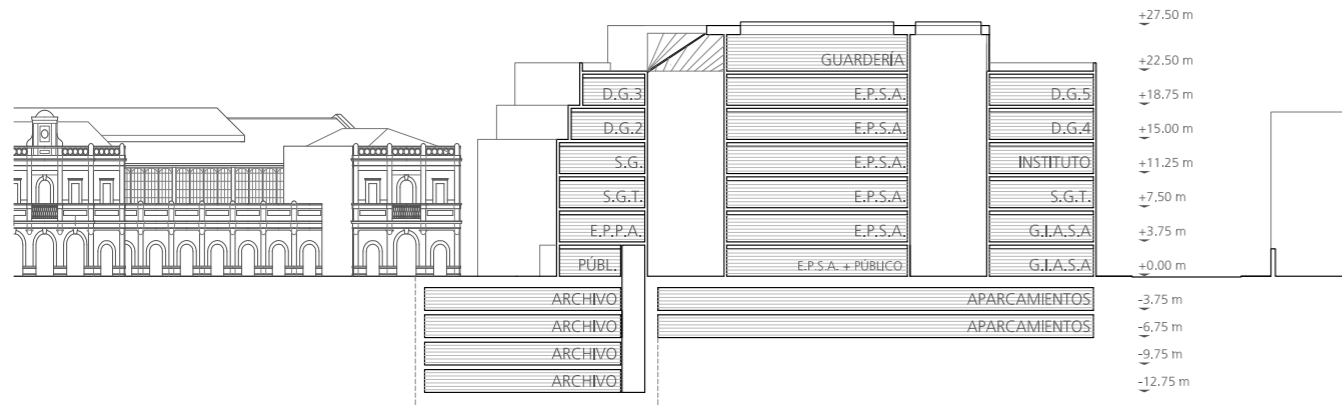 +27.50 m
GUARDERÍA
+22.50 m
D.G.3 E.P.S.A. D.G.5
+18.75 m
D.G.2 E.P.S.A. D.G.4
+15.00 m
S.G. E.P.S.A. INSTITUTO
+11.25 m
S.G.T. E.P.S.A. S.G.T.
+7,50 m
E.P.P.A. E.P.S.A. G.I.A.S.A
+3.75 m
PÚBL. E.P.S.A. + PÚBLICO G.I.A.S.A
+0.00 m
ARCHIVO APARCAMIENTOS
-3.75 m
ARCHIVO APARCAMIENTOS
-6.75 m
ARCHIVO
-9.75 m
ARCHIVO
-12.75 m